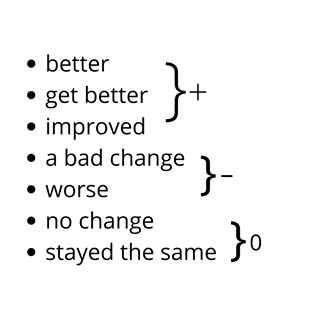 • better
• get better } +
• improved
• a bad change
• worse } –
• no change
• stayed the same } 0